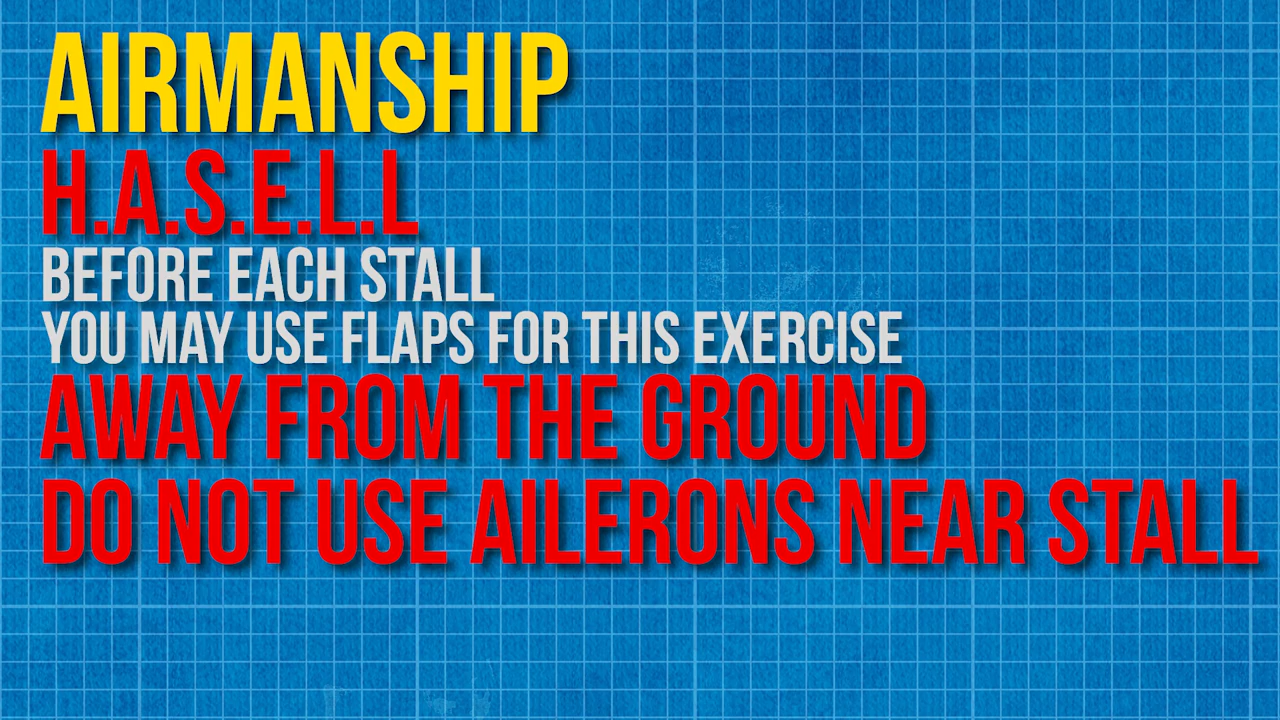 AIRMANSHIP
H.A.S.E.L.L
BEFORE EACH STALL
YOU MAY USE FLAPS FOR THIS EXERCISE
AWAY FROM THE GROUND
DO NOT USE AILERONS NEAR STALL